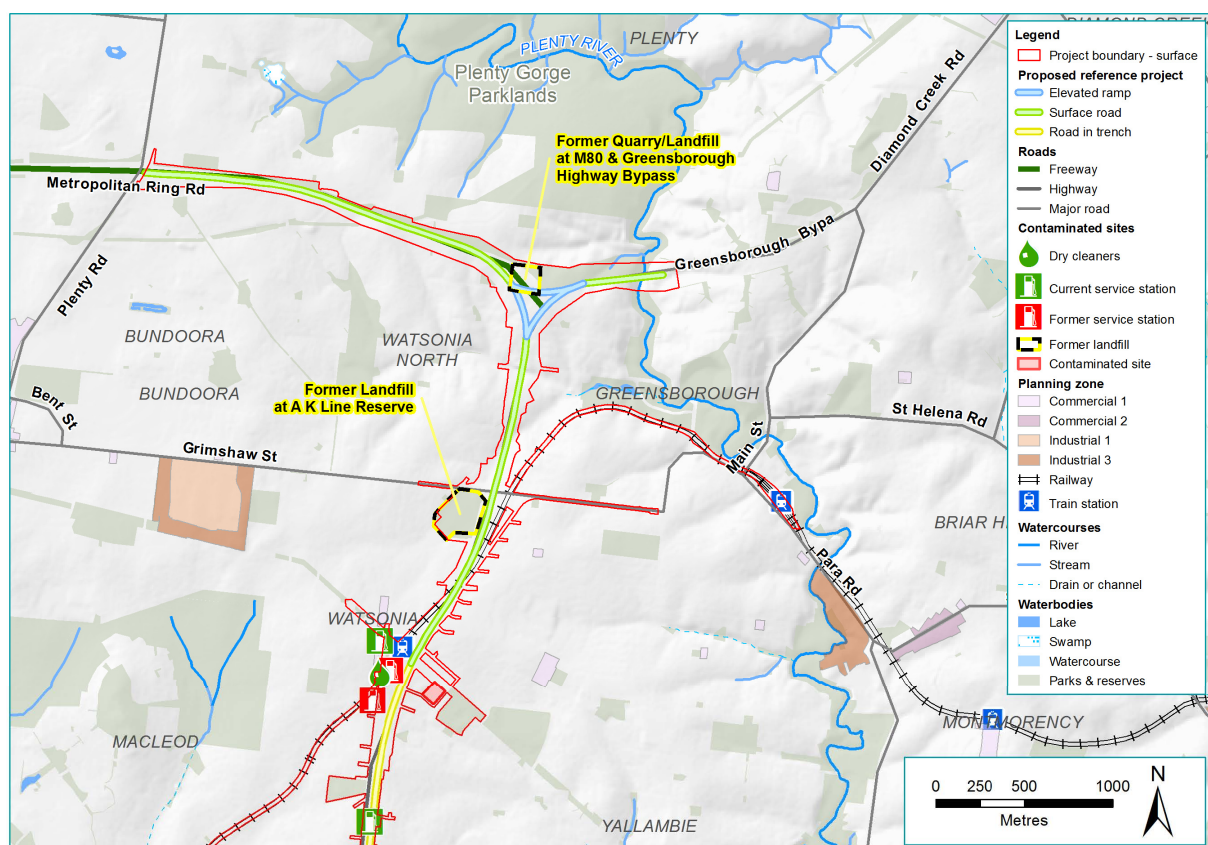 PLENTY RIVER
PLENTY
Plenty Gorge
Parklands
Diamond Creek Rd
Former Quarry/Landfill
at M80 & Greensborough
Highway Bypass
Metropolitan Ring Rd
Plenty Rd
Greensborough Bypa
BUNDOORA
WATSONIA
NORTH
BUNDOORA
Former Landfill
at A K Line Reserve
GREENSBOROUGH
Bent St
St Helena Rd
Grimshaw St
Main St
BRIAR H
Para Rd
WATSONIA
MACLEOD
MONTMORENCY
YALLAMBIE
Legend
Project boundary - surface
Proposed reference project
Elevated ramp
Surface road
Road in trench
Roads
Freeway
Highway
Major road
Contaminated sites
Dry cleaners
Current service station
Former service station
Former landfill
Contaminated site
Planning zone
Commercial 1
Commercial 2
Industrial 1
Industrial 3
Railway
Train station
Watercourses
River
Stream
Drain or channel
Waterbodies
Lake
Swamp
Watercourse
Parks & reserves
0 250 500 1000
Metres
N